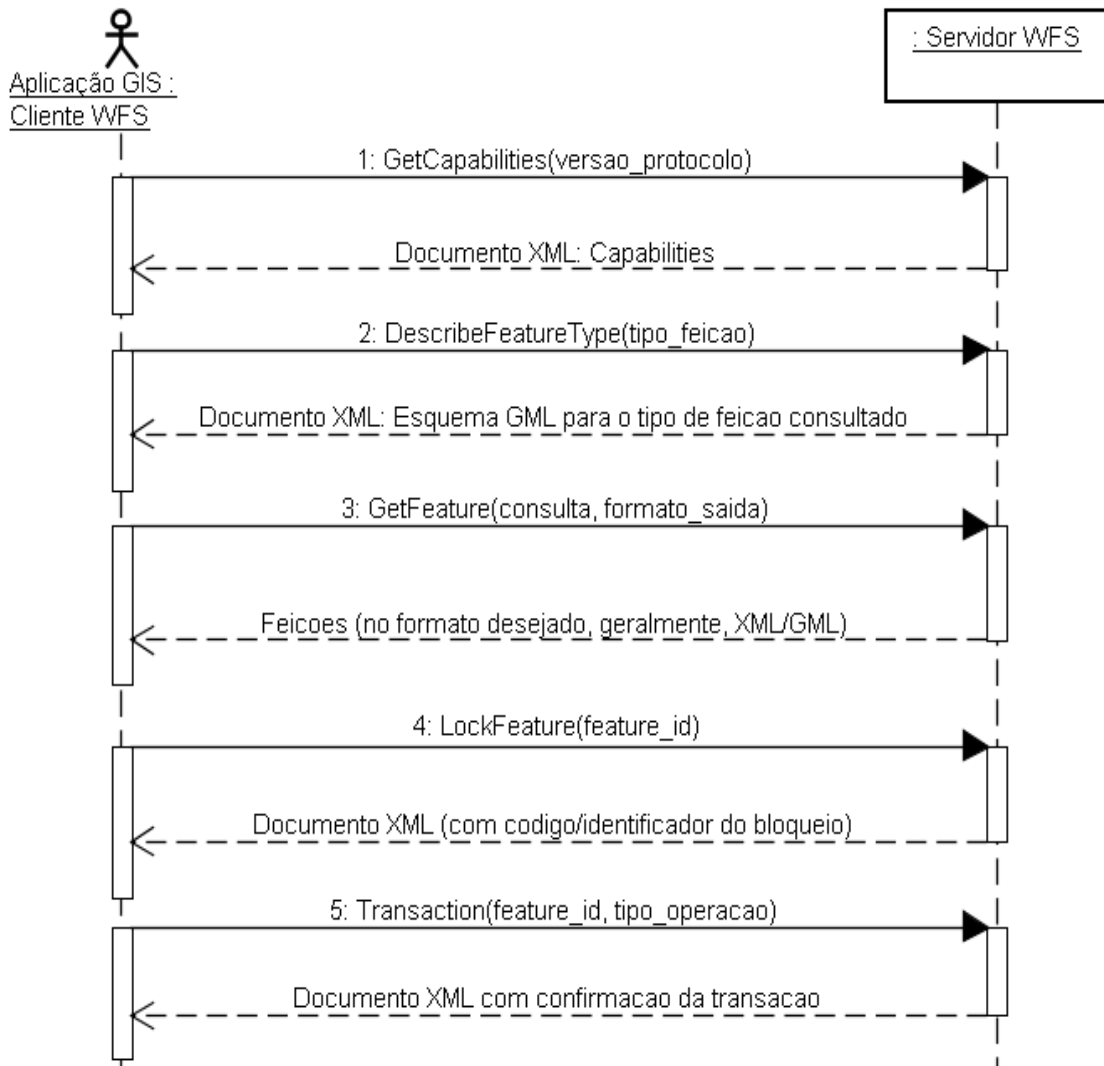 Aplicação GIS :
Cliente WFS
: Servidor WFS
1: GetCapabilities(versao_protocolo)
Documento XML: Capabilities
2: DescribeFeatureType(tipo_feicao)
Documento XML: Esquema GML para o tipo de feicao consultado
3: GetFeature(consulta, formato_saida)
Feicoes (no formato desejado, geralmente, XML/GML)
4: LockFeature(feature_id)
Documento XML (com codigo/identificador do bloqueio)
5: Transaction(feature_id, tipo_operacao)
Documento XML com confirmacao da transacao